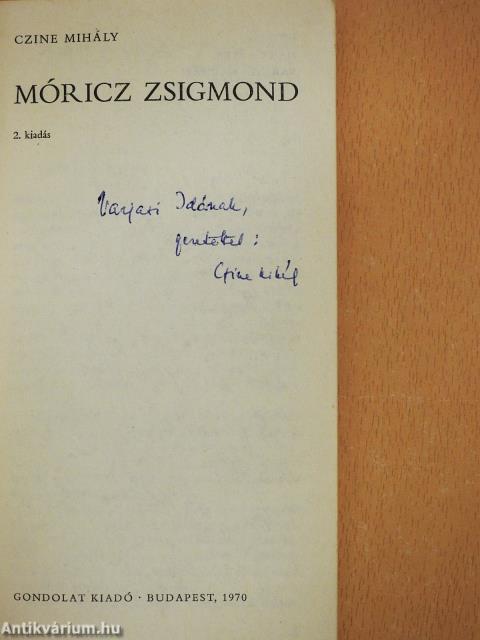 CZINE MIHÁLY
MÓRICZ ZSIGMOND
2. kiadás
Varjasi Idának,
szeretettel:
Czine Mihály
GONDOLAT KIADÓ · BUDAPEST, 1970
Antikvárium.hu